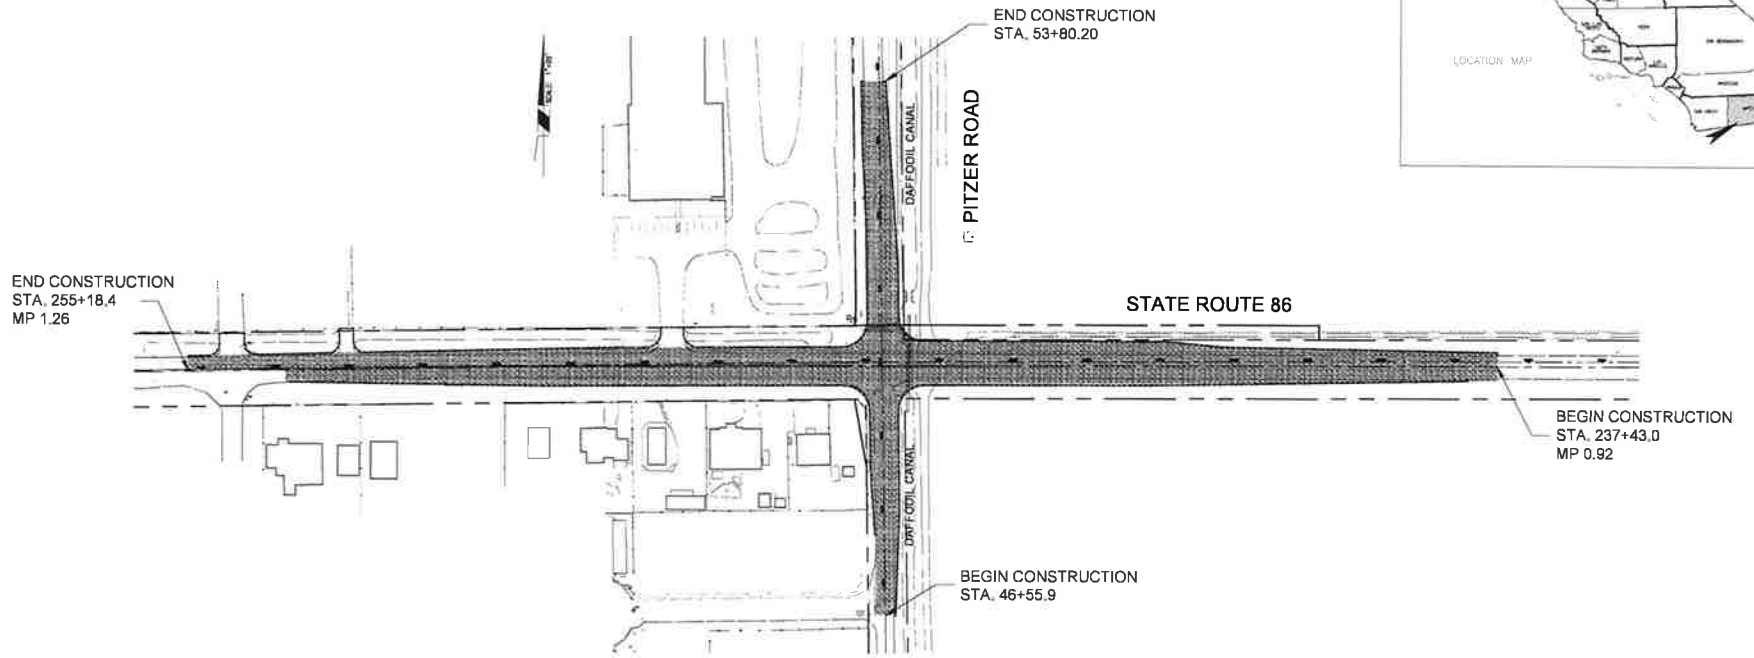 END CONSTRUCTION
STA. 53+80.20
LOCATION MAP
DAFFODIL CANAL
℄ PITZER ROAD
END CONSTRUCTION
STA. 255+18.4
MP 1.26
STATE ROUTE 86
BEGIN CONSTRUCTION
STA. 237+43.0
MP 0.92
DAFFODIL CANAL
BEGIN CONSTRUCTION
STA. 46+55.9